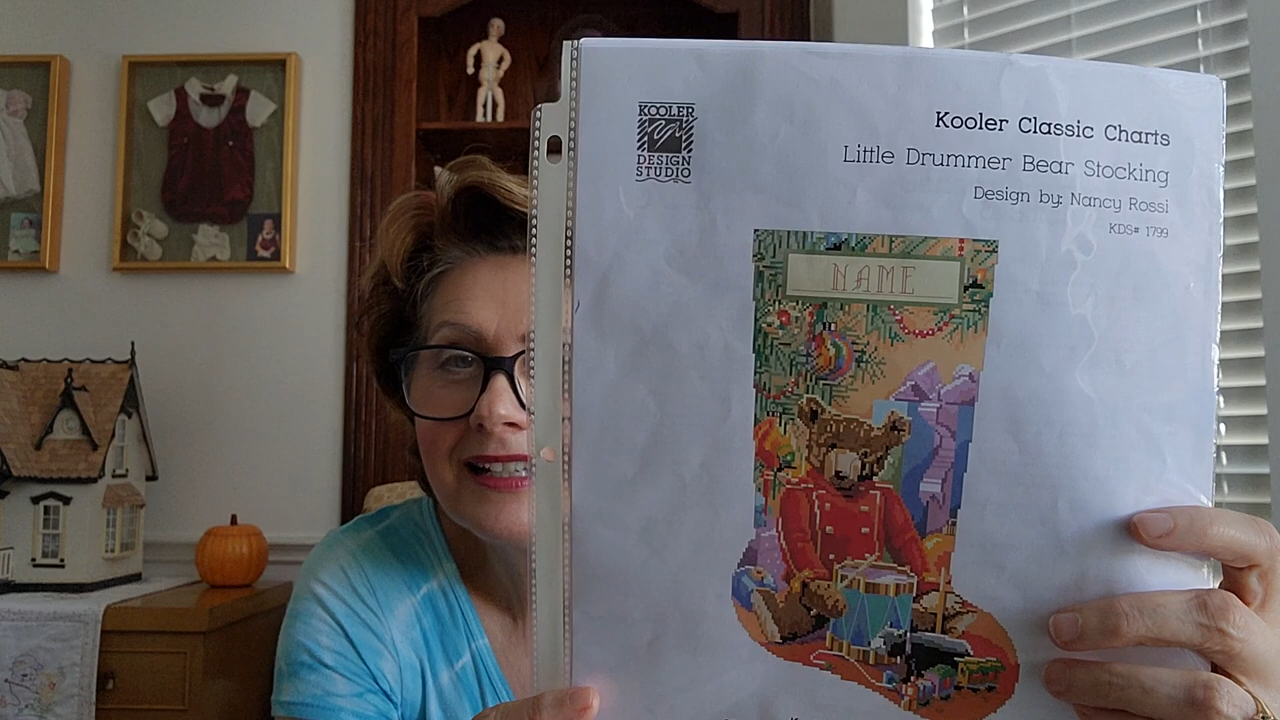 KOOLER
DESIGN
STUDIO
Kooler Classic Charts
Little Drummer Bear Stocking
Design by: Nancy Rossi
KDS# 1799
NAME